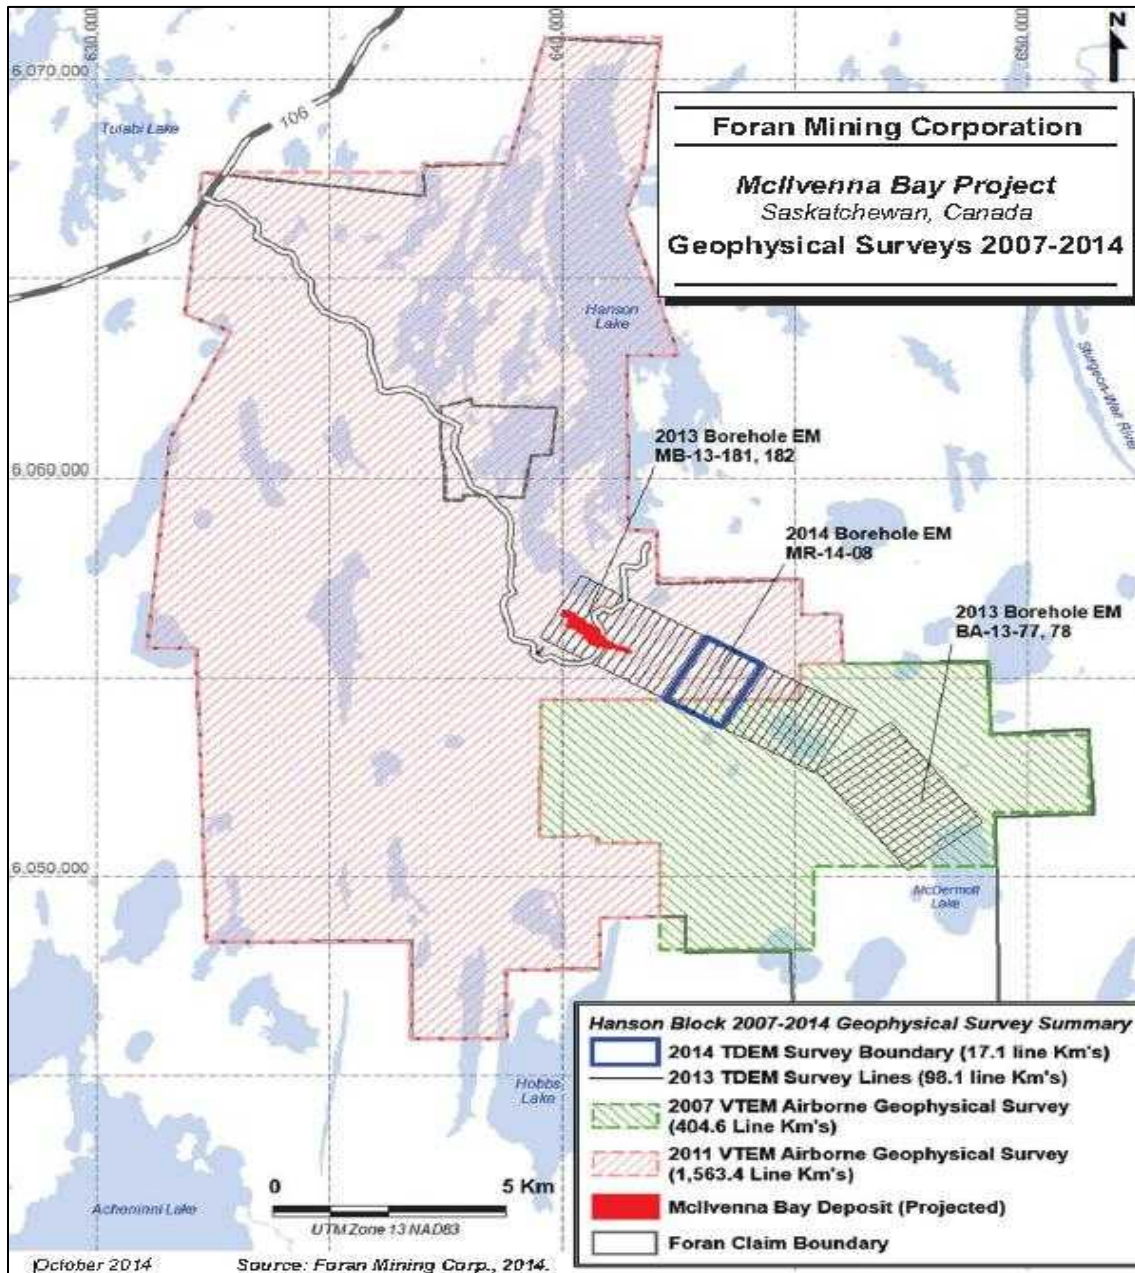 630,000
640,000
650,000
N
6,070,000
Tulabi Lake
106
Foran Mining Corporation
McIlvenna Bay Project
Saskatchewan, Canada
Geophysical Surveys 2007-2014
Hanson
Lake
Sturgeon-Weir River
2013 Borehole EM
MB-13-181, 182
6,060,000
2014 Borehole EM
MR-14-08
2013 Borehole EM
BA-13-77, 78
6,050,000
McDermott
Lake
Hanson Block 2007-2014 Geophysical Survey Summary
2014 TDEM Survey Boundary (17.1 line Km's)
2013 TDEM Survey Lines (98.1 line Km's)
2007 VTEM Airborne Geophysical Survey
(404.6 Line Km's)
2011 VTEM Airborne Geophysical Survey
(1,563.4 Line Km's)
McIlvenna Bay Deposit (Projected)
Foran Claim Boundary
Hobbs
Lake
0 5 Km
UTM Zone 13 NAD83
Acheninni Lake
October 2014 Source: Foran Mining Corp., 2014.